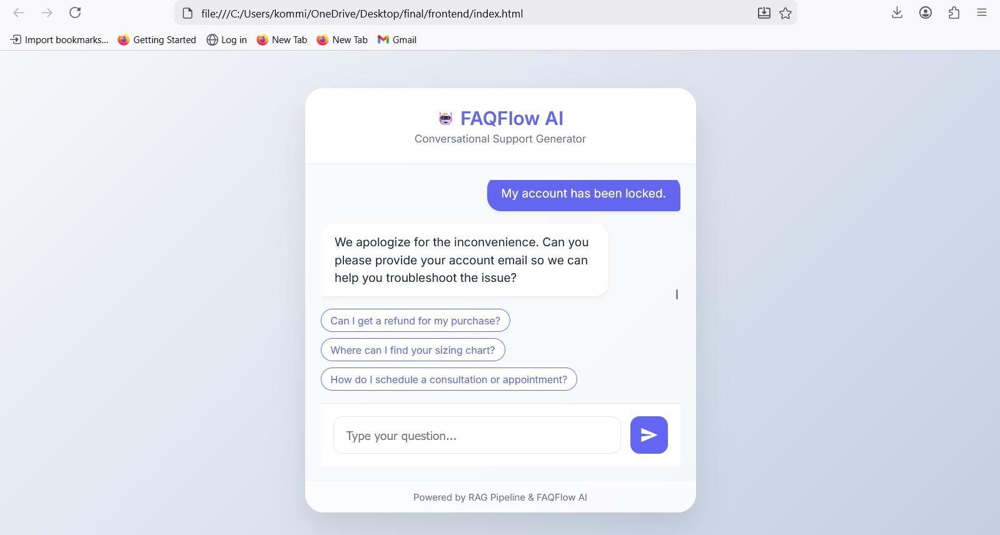 file:///C:/Users/kommi/OneDrive/Desktop/final/frontend/index.html
Import bookmarks... Getting Started Log in New Tab New Tab Gmail
FAQFlow AI
Conversational Support Generator
My account has been locked.
We apologize for the inconvenience. Can you
please provide your account email so we can
help you troubleshoot the issue?
Can I get a refund for my purchase?
Where can I find your sizing chart?
How do I schedule a consultation or appointment?
Type your question...
Powered by RAG Pipeline & FAQFlow AI